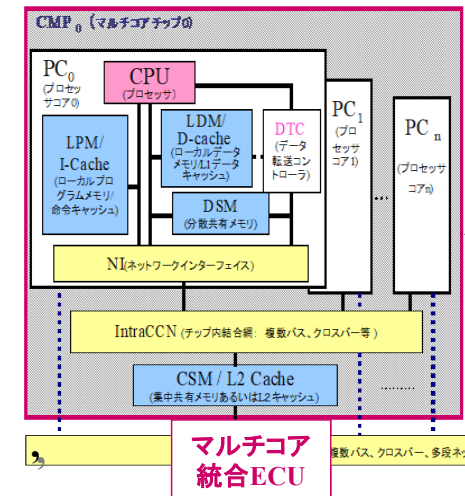 CMP0 (マルチコアチップ0)
PC0
(プロセッ
サコア0)
CPU
(プロセッサ)
LPM/
I-Cache
(ローカルプロ
グラムメモリ/
命令キャッシュ)
LDM/
D-cache
(ローカルデータ
メモリ/L1データ
キャッシュ)
DTC
(データ
転送コン
トローラ)
DSM
(分散共有メモリ)
NI(ネットワークインターフェイス)
PC1
(プロ
セッサ
コア1)
...
PC n
(プロセッサ
コアn)
IntraCCN (チップ内結合網: 複数バス、クロスバー等 )
CSM / L2 Cache
(集中共有メモリあるいはL2キャッシュ)
.........
マルチコア
統合ECU
複数バス、クロスバー、多段ネッ